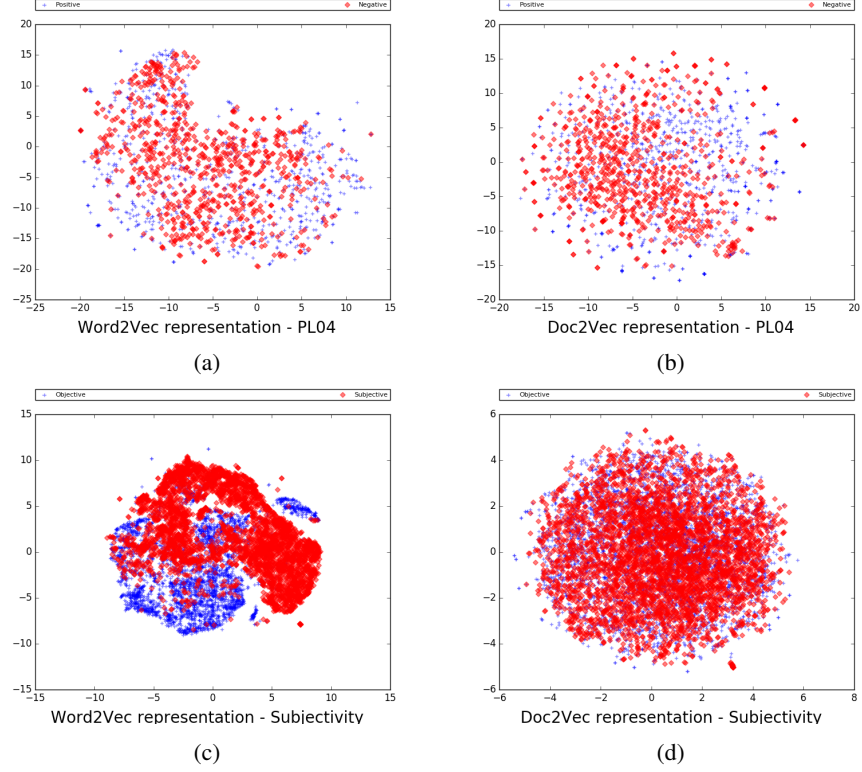 Positive Negative
20
15
10
5
0
−5
−10
−15
−20
−25
−25 −20 −15 −10 −5 0 5 10 15
Word2Vec representation - PL04
(a)
Positive Negative
20
15
10
5
0
−5
−10
−15
−20
−20 −15 −10 −5 0 5 10 15 20
Doc2Vec representation - PL04
(b)
Objective Subjective
15
10
5
0
−5
−10
−15
−15 −10 −5 0 5 10 15
Word2Vec representation - Subjectivity
(c)
Objective Subjective
6
4
2
0
−2
−4
−6
−6 −4 −2 0 2 4 6 8
Doc2Vec representation - Subjectivity
(d)